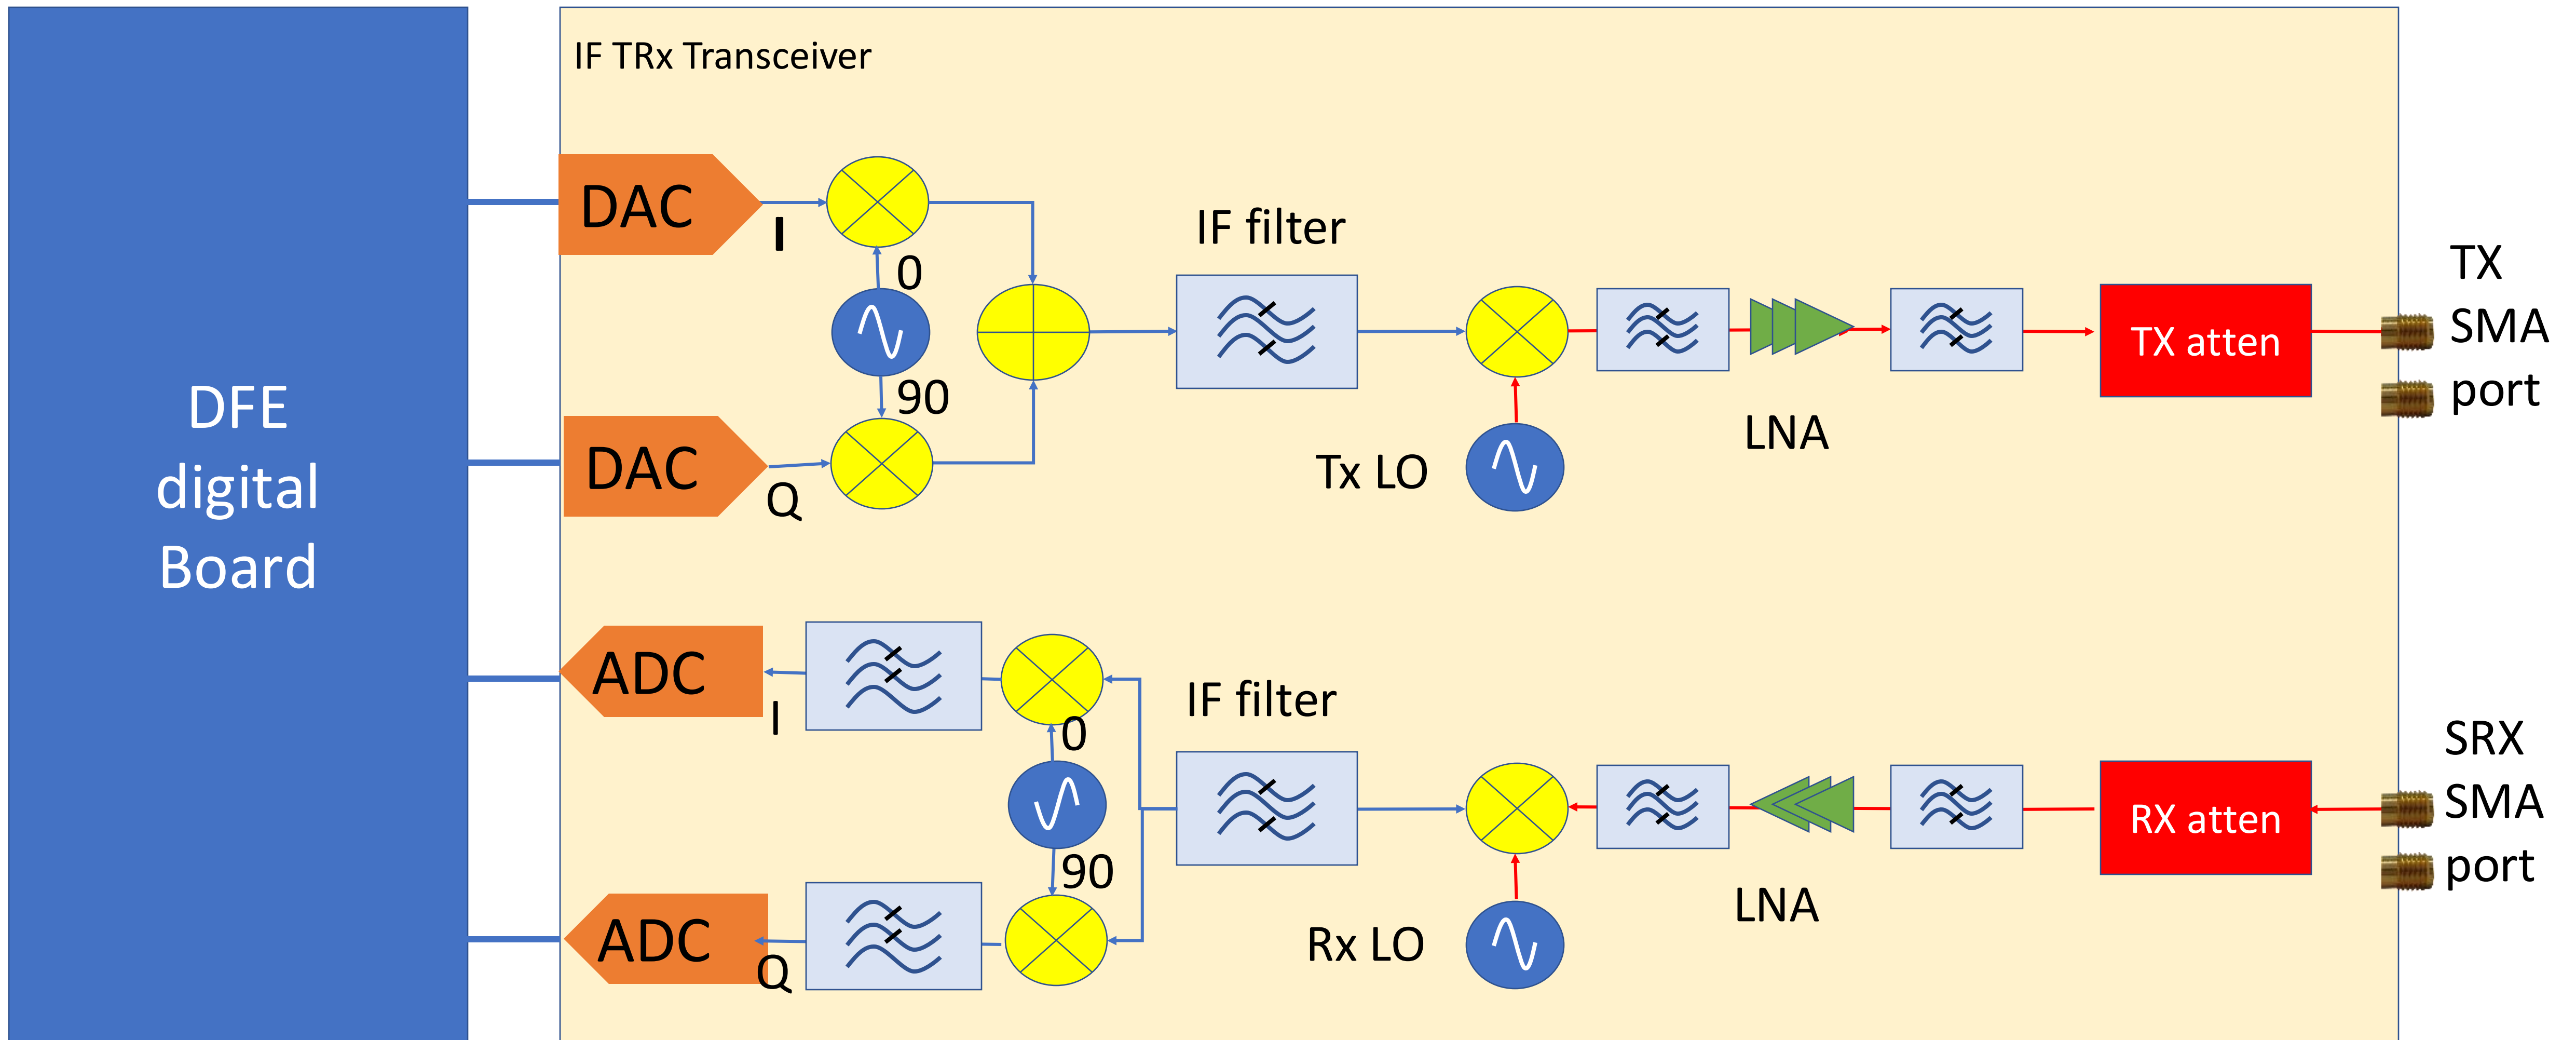 IF TRx Transceiver
DFE
digital
Board
DAC
I
0
90
DAC
Q
IF filter
Tx LO
LNA
TX atten
TX
SMA
port
ADC
I
0
90
ADC
Q
IF filter
Rx LO
LNA
RX atten
SRX
SMA
port